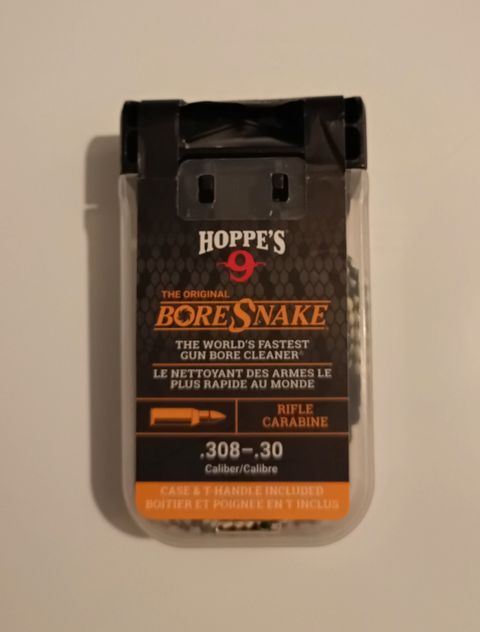 HOPPE'S
9
THE ORIGINAL
BORESNAKE
THE WORLD'S FASTEST
GUN BORE CLEANER®
LE NETTOYANT DES ARMES LE
PLUS RAPIDE AU MONDE
RIFLE
CARABINE
.308–.30
Caliber/Calibre
CASE & T-HANDLE INCLUDED
BOITIER ET POIGNEE EN T INCLUS